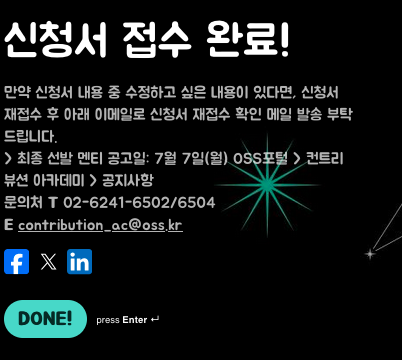 신청서 접수 완료!
만약 신청서 내용 중 수정하고 싶은 내용이 있다면, 신청서
재접수 후 아래 이메일로 신청서 재접수 확인 메일 발송 부탁
드립니다.
> 최종 선발 멘티 공고일: 7월 7일(월) OSS포털 > 컨트리
뷰션 아카데미 > 공지사항
문의처 T 02-6241-6502/6504
E contribution_ac@oss.kr
DONE! press Enter ↵